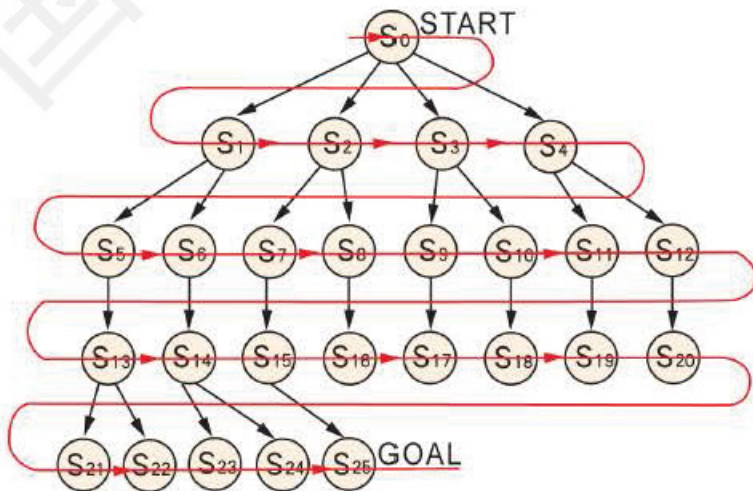 国
S0 START
S1 S2 S3 S4
S5 S6 S7 S8 S9 S10 S11 S12
S13 S14 S15 S16 S17 S18 S19 S20
S21 S22 S23 S24 S25 GOAL